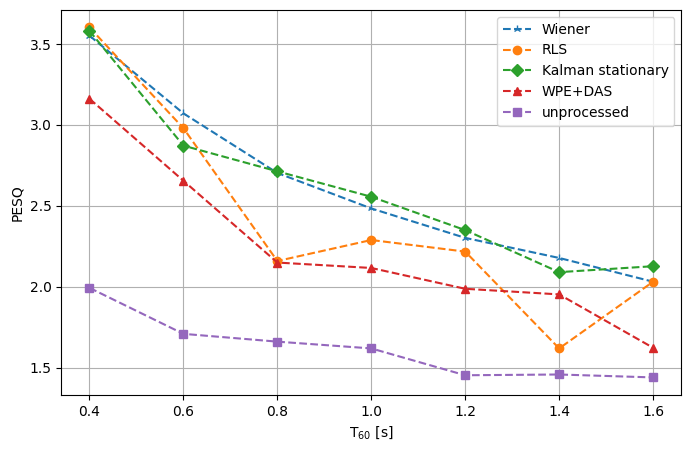 Wiener
RLS
Kalman stationary
WPE+DAS
unprocessed
3.5
3.0
2.5
2.0
1.5
PESQ
0.4 0.6 0.8 1.0 1.2 1.4 1.6
T60 [s]